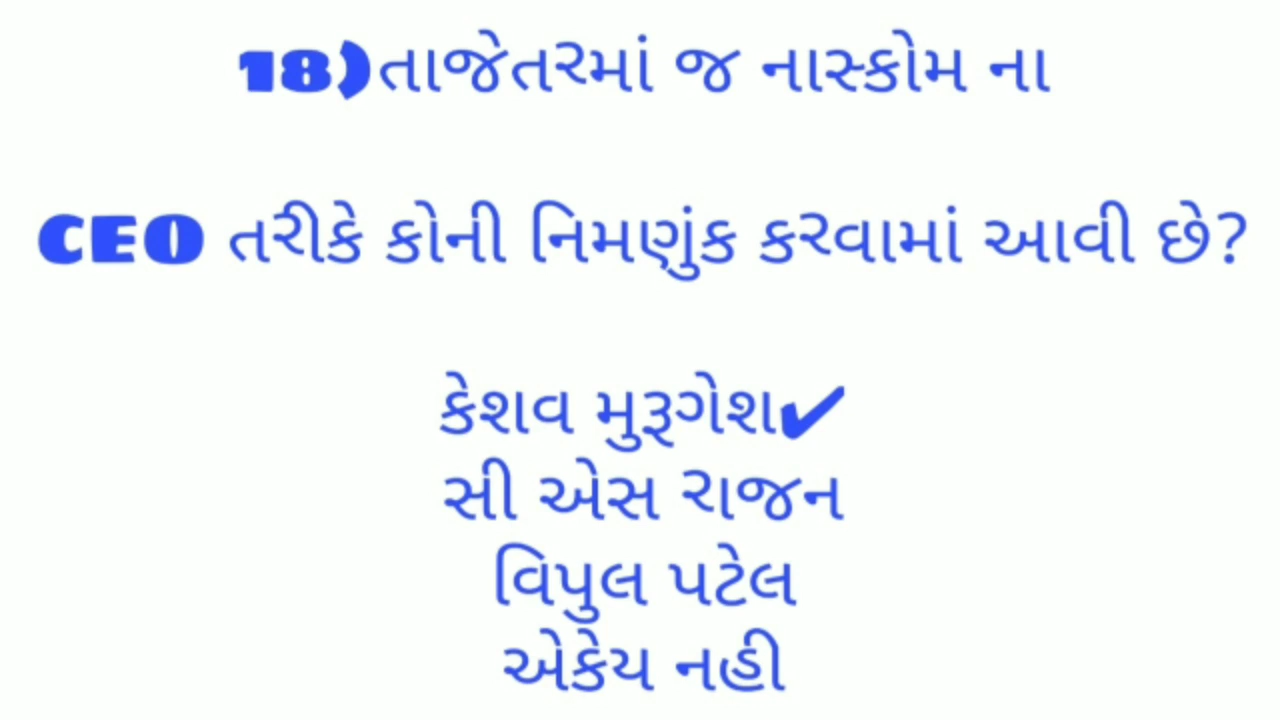 18)તાજેતરમાં જ નાસ્કોમ ના
CEO તરીકે કોની નિમણુંક કરવામાં આવી છે?
કેશવ મુરૂગેશ✔
સી એસ રાજન
વિપુલ પટેલ
એકેય નહી